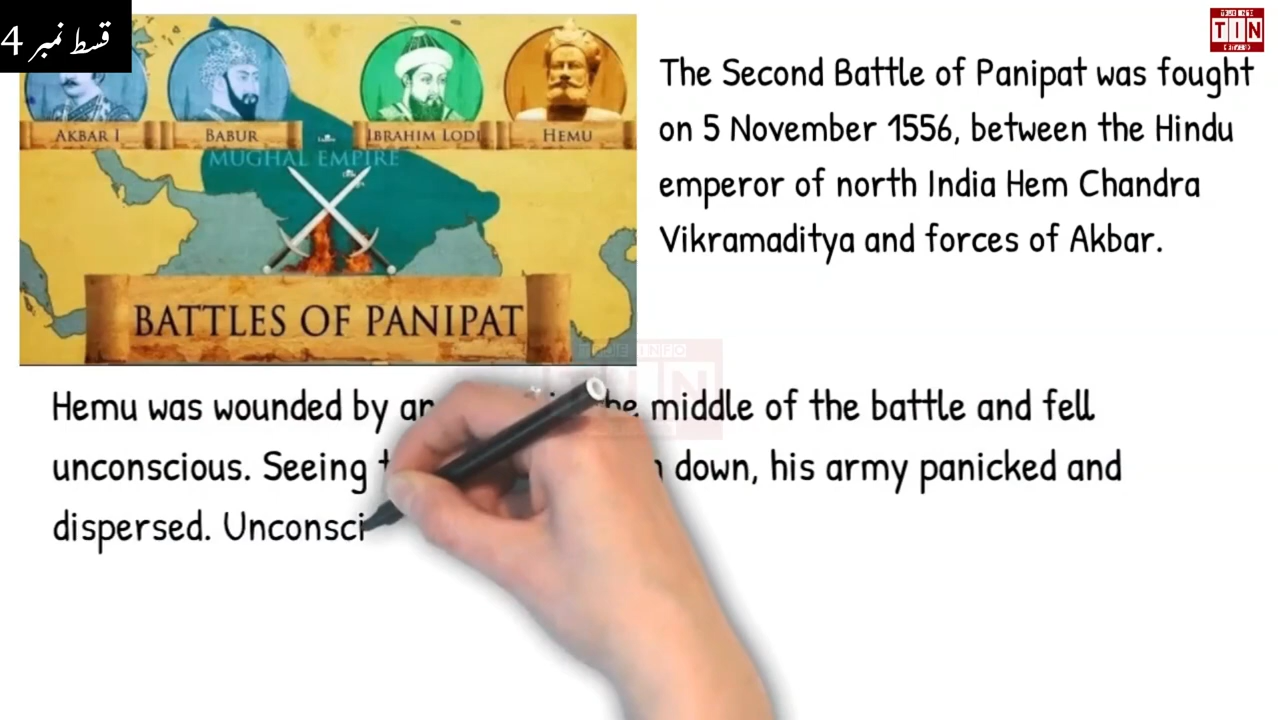 قسط نمبر 4
TIN
AKBAR I
BABUR
IBRAHIM LODI
HEMU
MUGHAL EMPIRE
BATTLES OF PANIPAT
The Second Battle of Panipat was fought
on 5 November 1556, between the Hindu
emperor of north India Hem Chandra
Vikramaditya and forces of Akbar.
Hemu was wounded by an middle of the battle and fell
unconscious. Seeing down, his army panicked and
dispersed. Unconsci